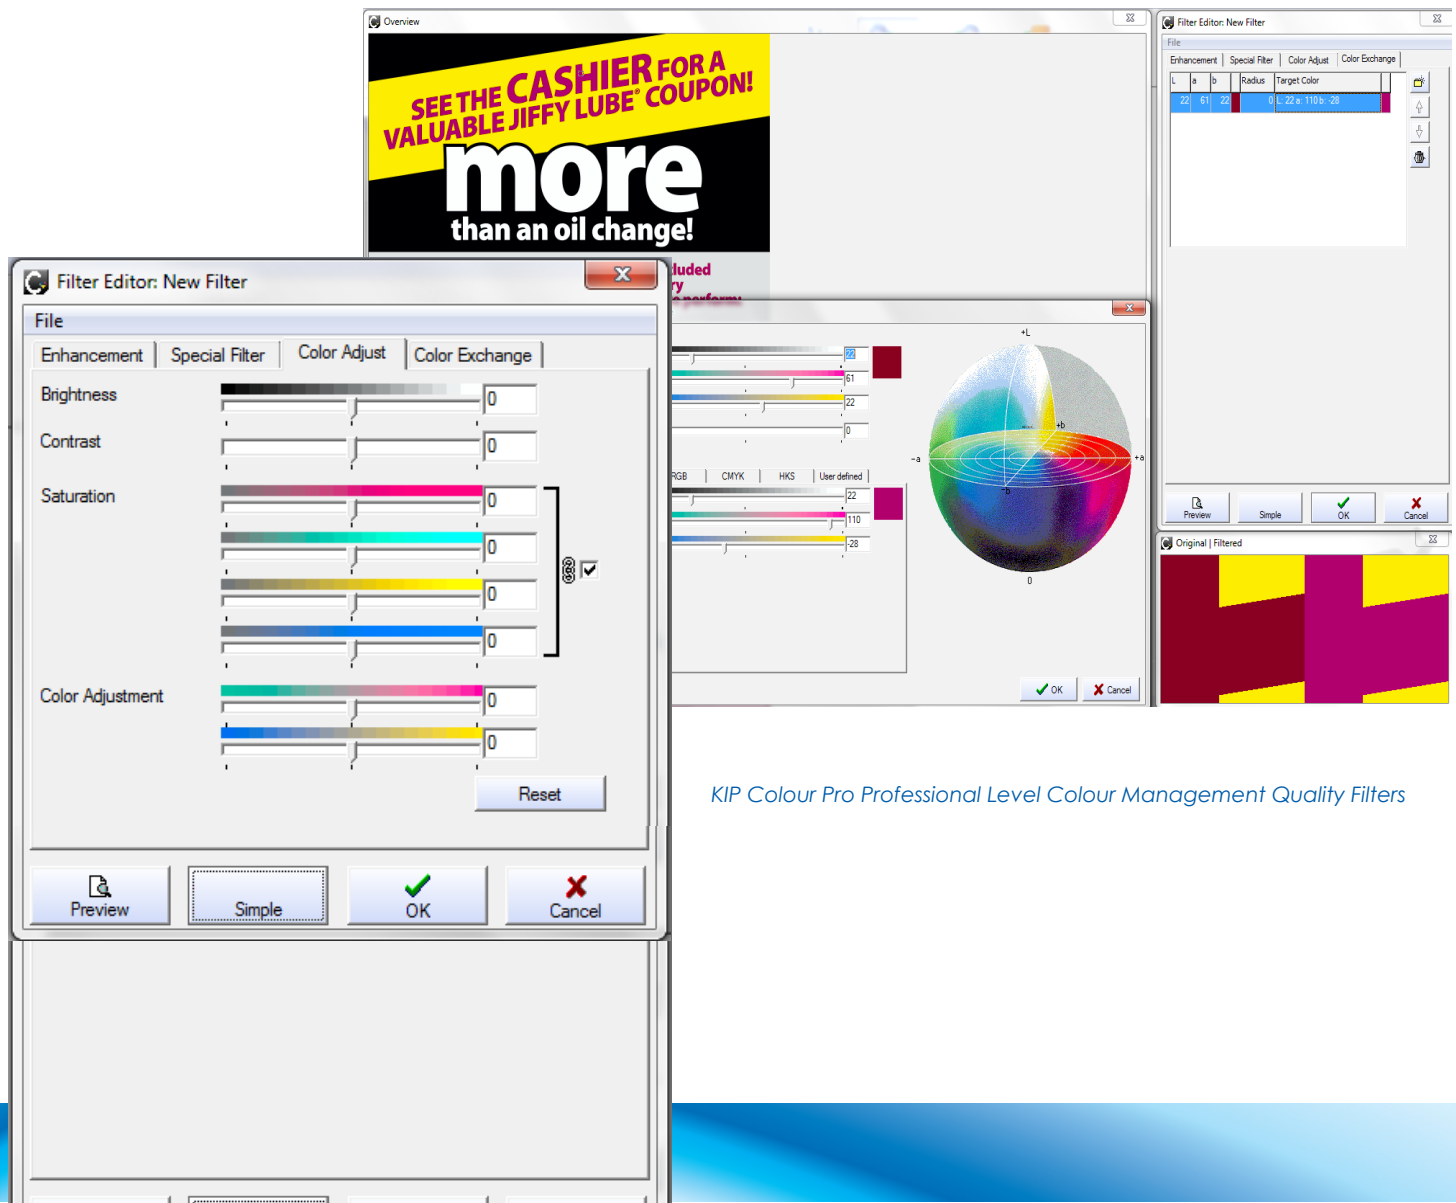 Overview
SEE THE CASHIER FOR A
VALUABLE JIFFY LUBE® COUPON!
more
than an oil change!
Filter Editor: New Filter
File
Enhancement Special Filter Color Adjust Color Exchange
L a b Radius Target Color
22 61 22 0 L: 22 a: 110 b: -28
Preview Simple OK Cancel
Original | Filtered
Filter Editor: New Filter
File
Enhancement Special Filter Color Adjust Color Exchange
Brightness 0
Contrast 0
Saturation 0
0
0
0
Color Adjustment 0
0
Reset
Preview Simple OK Cancel
22
61
22
0
RGB CMYK HKS User defined
22
110
-28
+L
+b
-a +a
-b
0
OK Cancel
KIP Colour Pro Professional Level Colour Management Quality Filters